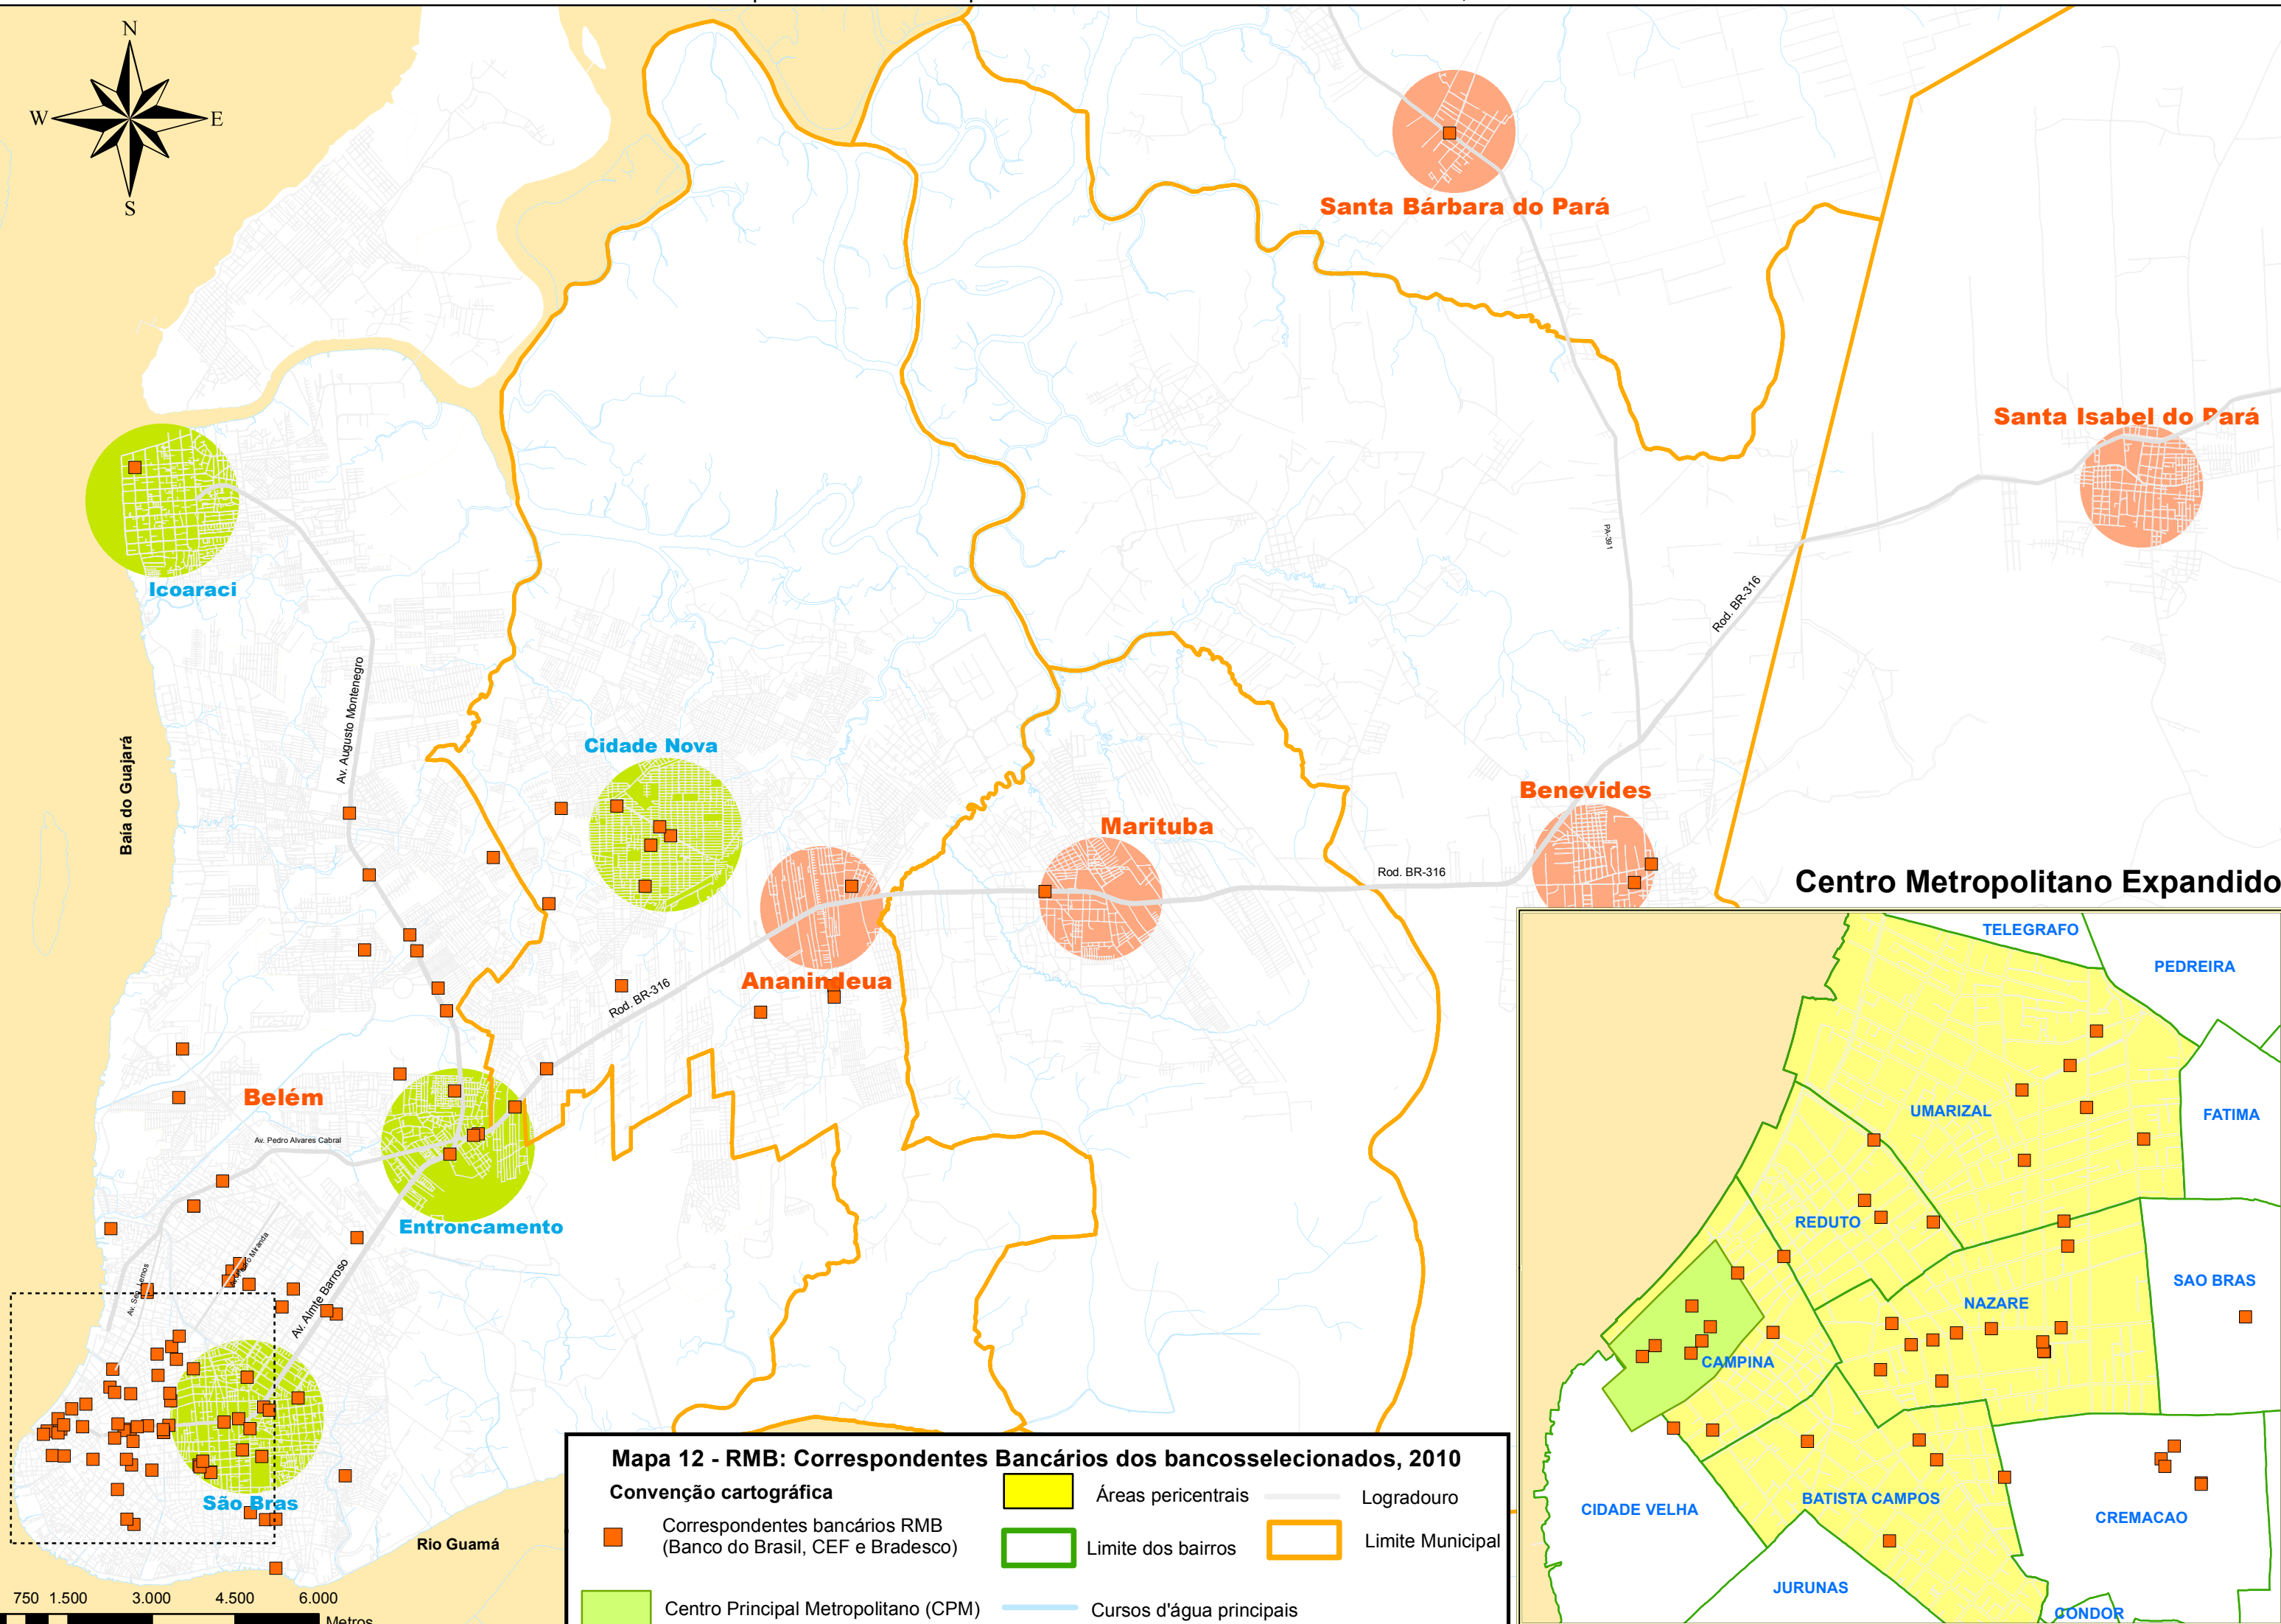 N
W
E
S
Santa Bárbara do Pará
Santa Isabel do Pará
Icoaraci
PA-391
Rod. BR-316
Av. Augusto Montenegro
Baía do Guajará
Cidade Nova
Benevides
Marituba
Rod. BR-316
Centro Metropolitano Expandido
Ananindeua
Rod. BR-316
Belém
Av. Pedro Alvares Cabral
Entroncamento
Av. Almte Barroso
São Bras
Rio Guamá
750 1.500 3.000 4.500 6.000
Metros
TELEGRAFO
PEDREIRA
UMARIZAL
FATIMA
REDUTO
SAO BRAS
NAZARE
CAMPINA
CIDADE VELHA
BATISTA CAMPOS
CREMACAO
JURUNAS
CONDOR
Mapa 12 - RMB: Correspondentes Bancários dos bancosselecionados, 2010
Convenção cartográfica
Correspondentes bancários RMB
(Banco do Brasil, CEF e Bradesco)
Centro Principal Metropolitano (CPM)
Áreas pericentrais
Limite dos bairros
Cursos d'água principais
Logradouro
Limite Municipal